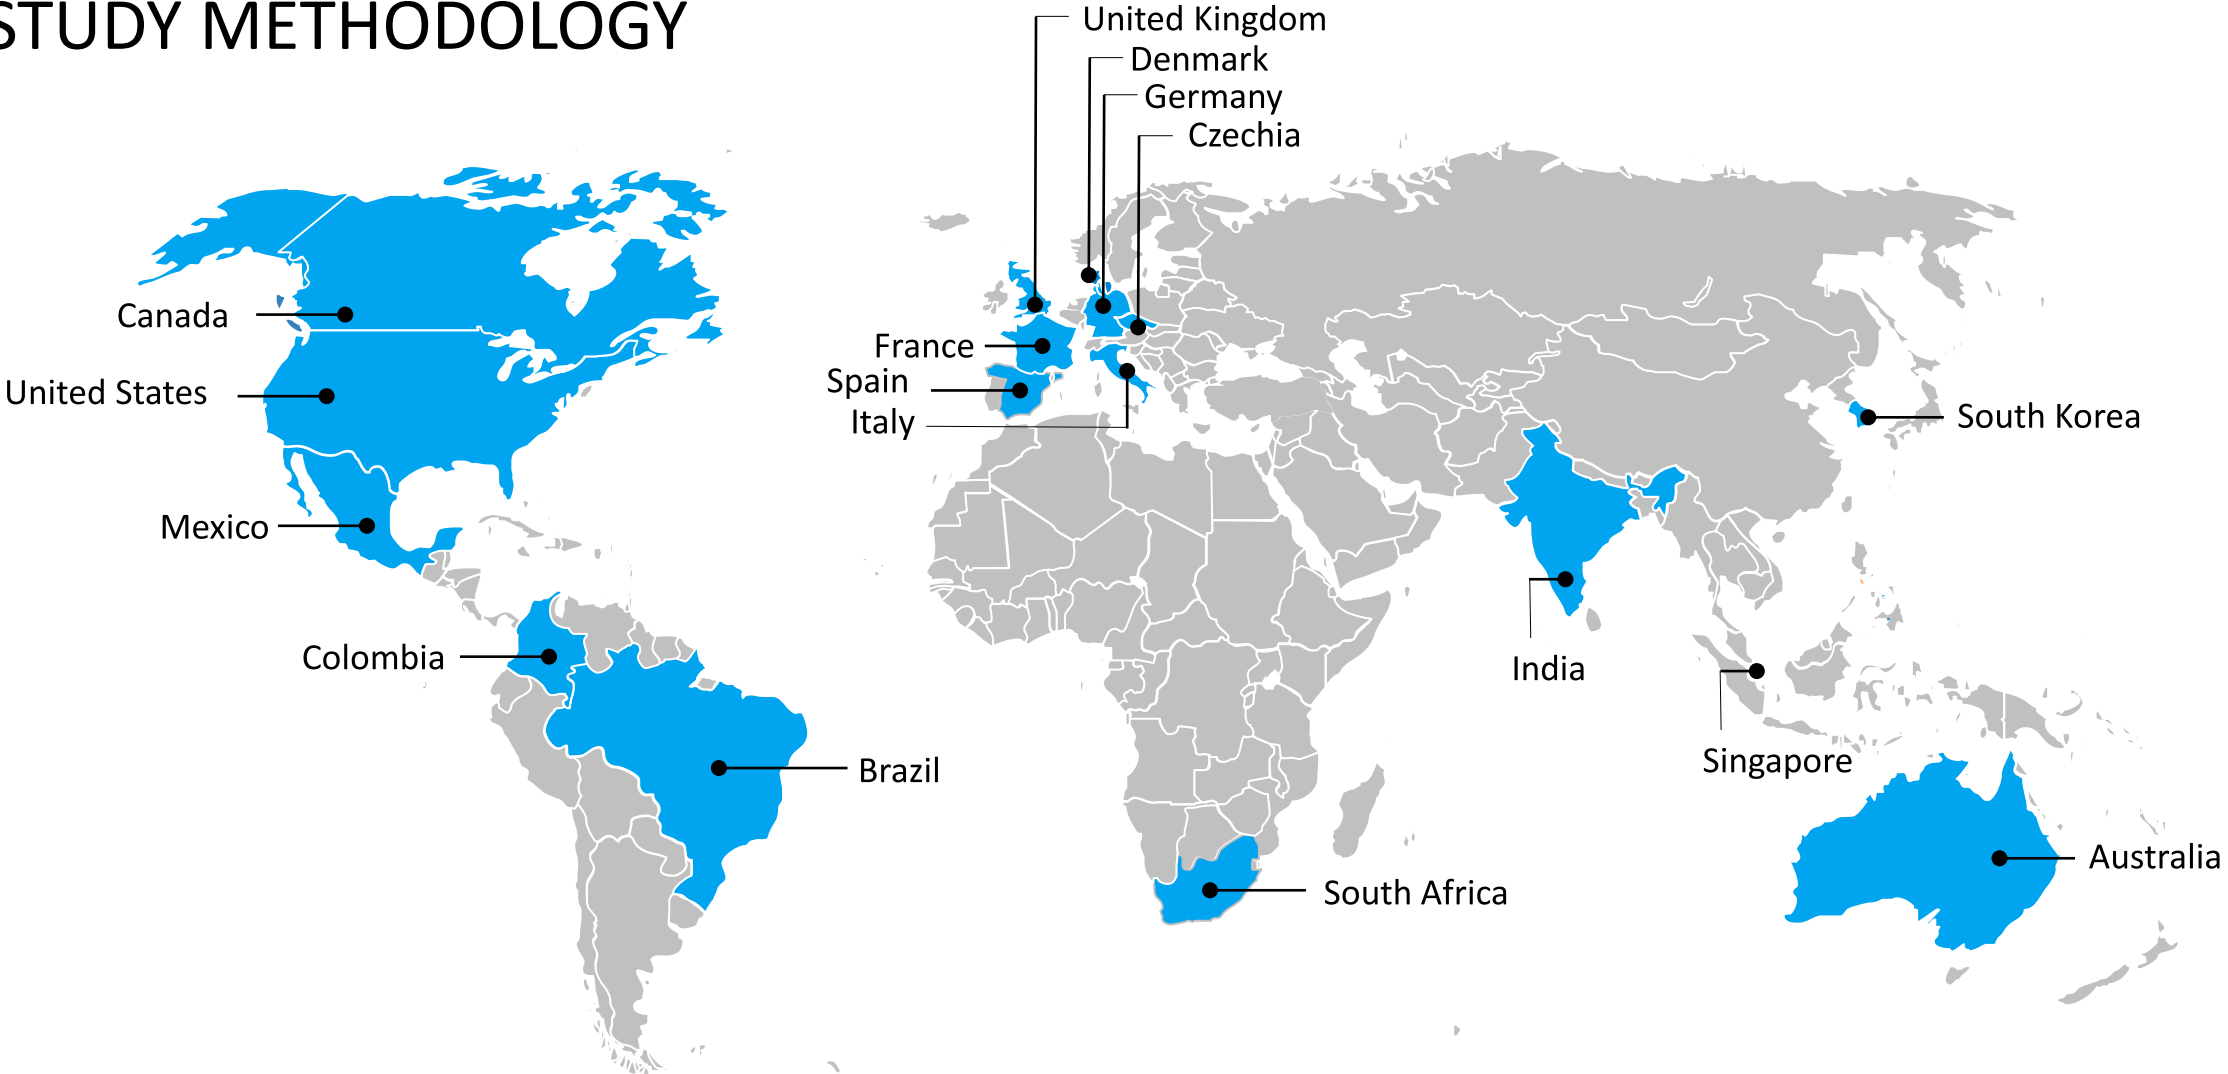 STUDY METHODOLOGY
United Kingdom
Denmark
Germany
Czechia
Canada
France
United States
Spain
Italy
South Korea
Mexico
Colombia
India
Singapore
Brazil
Australia
South Africa